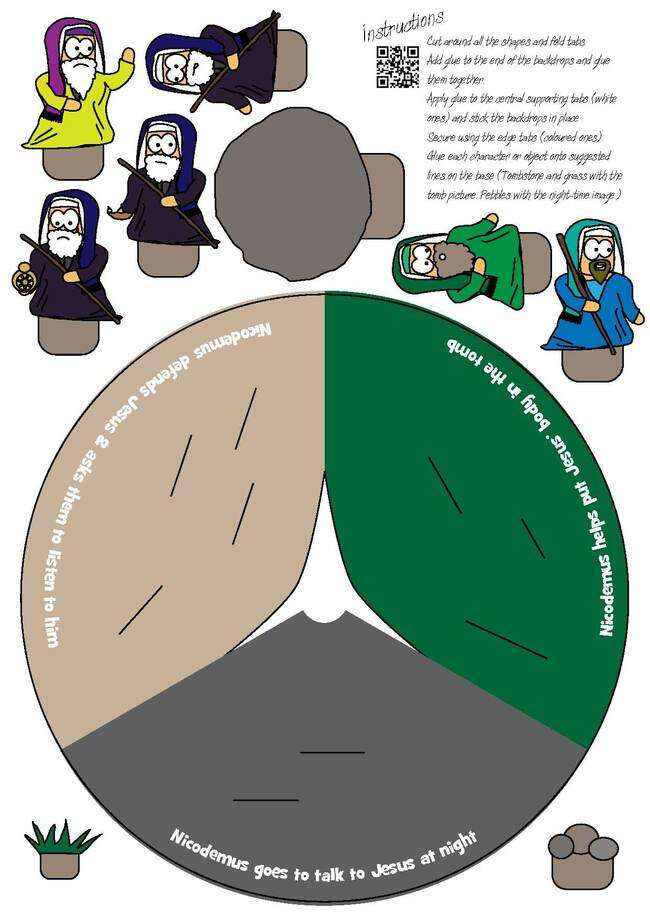 Instructions
Cut around all the shapes and fold tabs
Add glue to the end of the backdrops and glue
them together.
Apply glue to the central supporting tabs (white
ones) and stick the backdrops in place
Secure using the edge tabs (coloured ones)
Glue each character or object onto suggested
lines on the base (Tombstone and grass with the
tomb picture. Pebbles with the night-time image.)
Nicodemus defends Jesus & asks them to listen to him
Nicodemus helps put Jesus' body in the tomb
Nicodemus goes to talk to Jesus at night